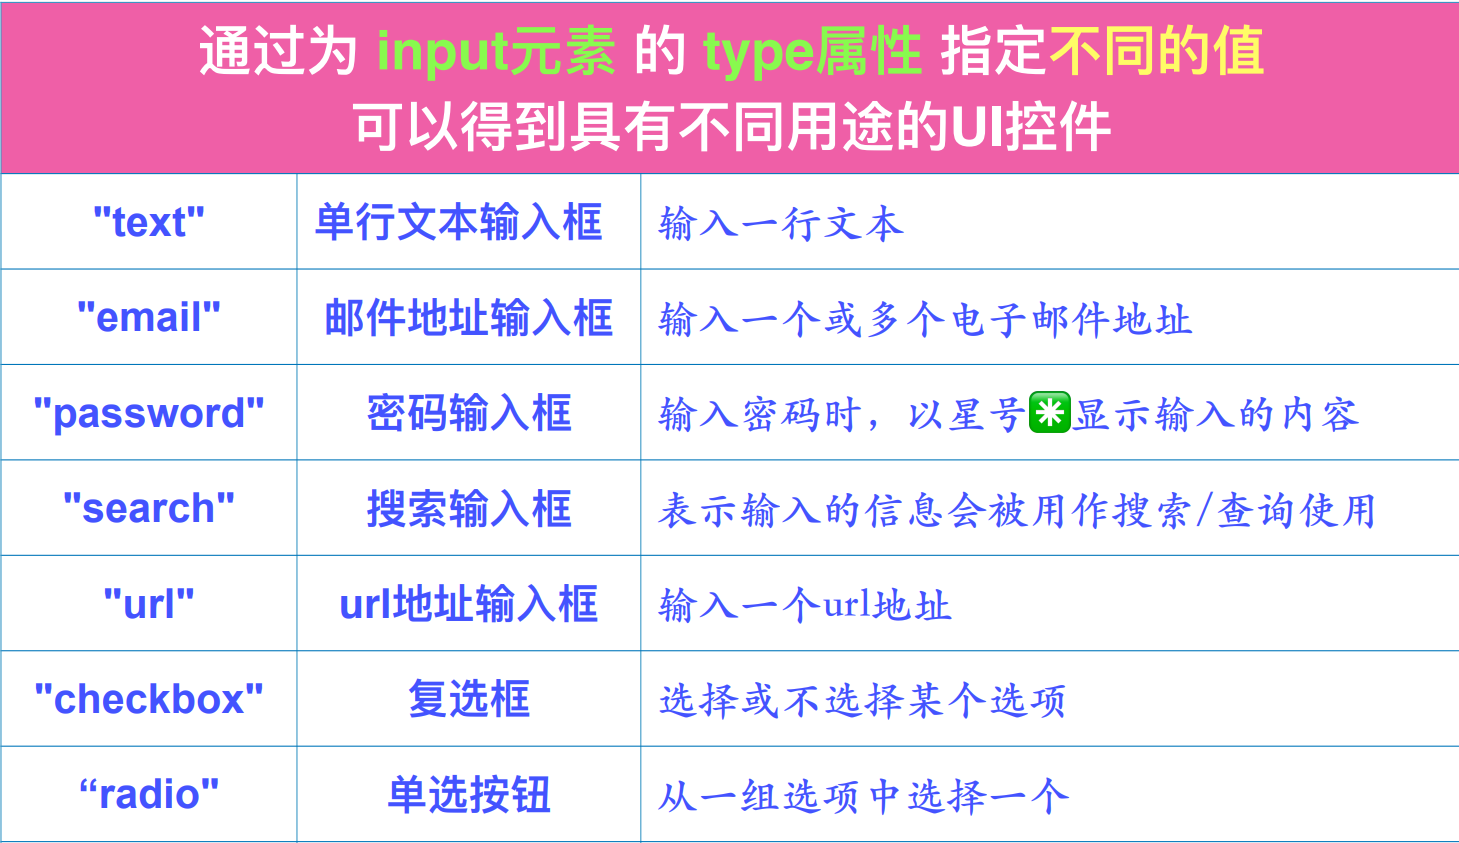 通过为 input元素 的 type属性 指定不同的值
可以得到具有不同用途的UI控件
"text" 单行文本输入框 输入一行文本
"email" 邮件地址输入框 输入一个或多个电子邮件地址
"password" 密码输入框 输入密码时，以星号✳️显示输入的内容
"search" 搜索输入框 表示输入的信息会被用作搜索/查询使用
"url" url地址输入框 输入一个url地址
"checkbox" 复选框 选择或不选择某个选项
“radio" 单选按钮 从一组选项中选择一个